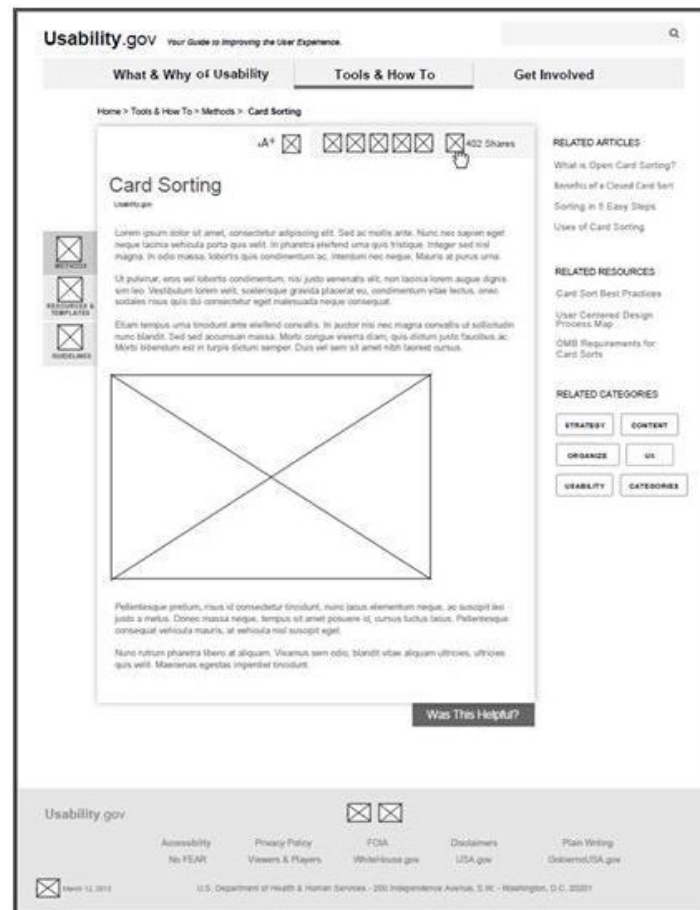 Usability.gov Your Guide to Improving the User Experience.
What & Why of Usability
Tools & How To
Get Involved
Home > Tools & How To > Methods > Card Sorting
A+
402 Shares
Card Sorting
Usability.gov
Lorem ipsum dolor sit amet, consectetur adipiscing elit. Sed ac mollis ante. Nunc nec sapien eget
neque lacinia vehicula porta quis velit. In pharetra eleifend urna quis tristique. Integer sed nisl
magna. In odio massa, lobortis quis condimentum ac, interdum nec neque. Mauris at purus urna.
Ut pulvinar, eros vel lobortis condimentum, nisi justo venenatis elit, non lacinia lorem augue dignis
sim leo. Vestibulum lorem velit, scelerisque gravida placerat eu, condimentum vitae lectus, onec
sodales risus quis dui consectetur eget malesuada neque consequat.
Etiam tempus urna tincidunt ante eleifend convallis. In auctor nisi nec magna convallis ut sollicitudin
nunc blandit. Sed sed accumsan massa. Morbi congue viverra diam, quis dictum justo faucibus ac.
Morbi bibendum est in turpis dictum semper. Duis vel sem sit amet nibh laoreet cursus.
METHODS
RESOURCES &
TEMPLATES
GUIDELINES
Pellentesque pretium, risus id consectetur tincidunt, nunc lacus elementum neque, ac suscipit leo
justo a metus. Donec massa neque, tempus sit amet posuere id, cursus luctus lacus. Pellentesque
consequat vehicula mauris, at vehicula nisl suscipit eget.
Nunc rutrum pharetra libero at aliquam. Vivamus sem odio, blandit vitae aliquam ultricies, ultricies
quis velit. Maecenas egestas imperdiet tincidunt.
Was This Helpful?
RELATED ARTICLES
What is Open Card Sorting?
Benefits of a Closed Card Sort
Sorting in 5 Easy Steps
Uses of Card Sorting
RELATED RESOURCES
Card Sort Best Practices
User Centered Design
Process Map
OMB Requirements for
Card Sorts
RELATED CATEGORIES
STRATEGY CONTENT
ORGANIZE UX
USABILITY CATEGORIES
Usability.gov
Accessibility Privacy Policy FOIA Disclaimers Plain Writing
No FEAR Viewers & Players WhiteHouse.gov USA.gov GobiernoUSA.gov
March 12, 2013
U.S. Department of Health & Human Services - 200 Independence Avenue, S.W. - Washington, D.C. 20201